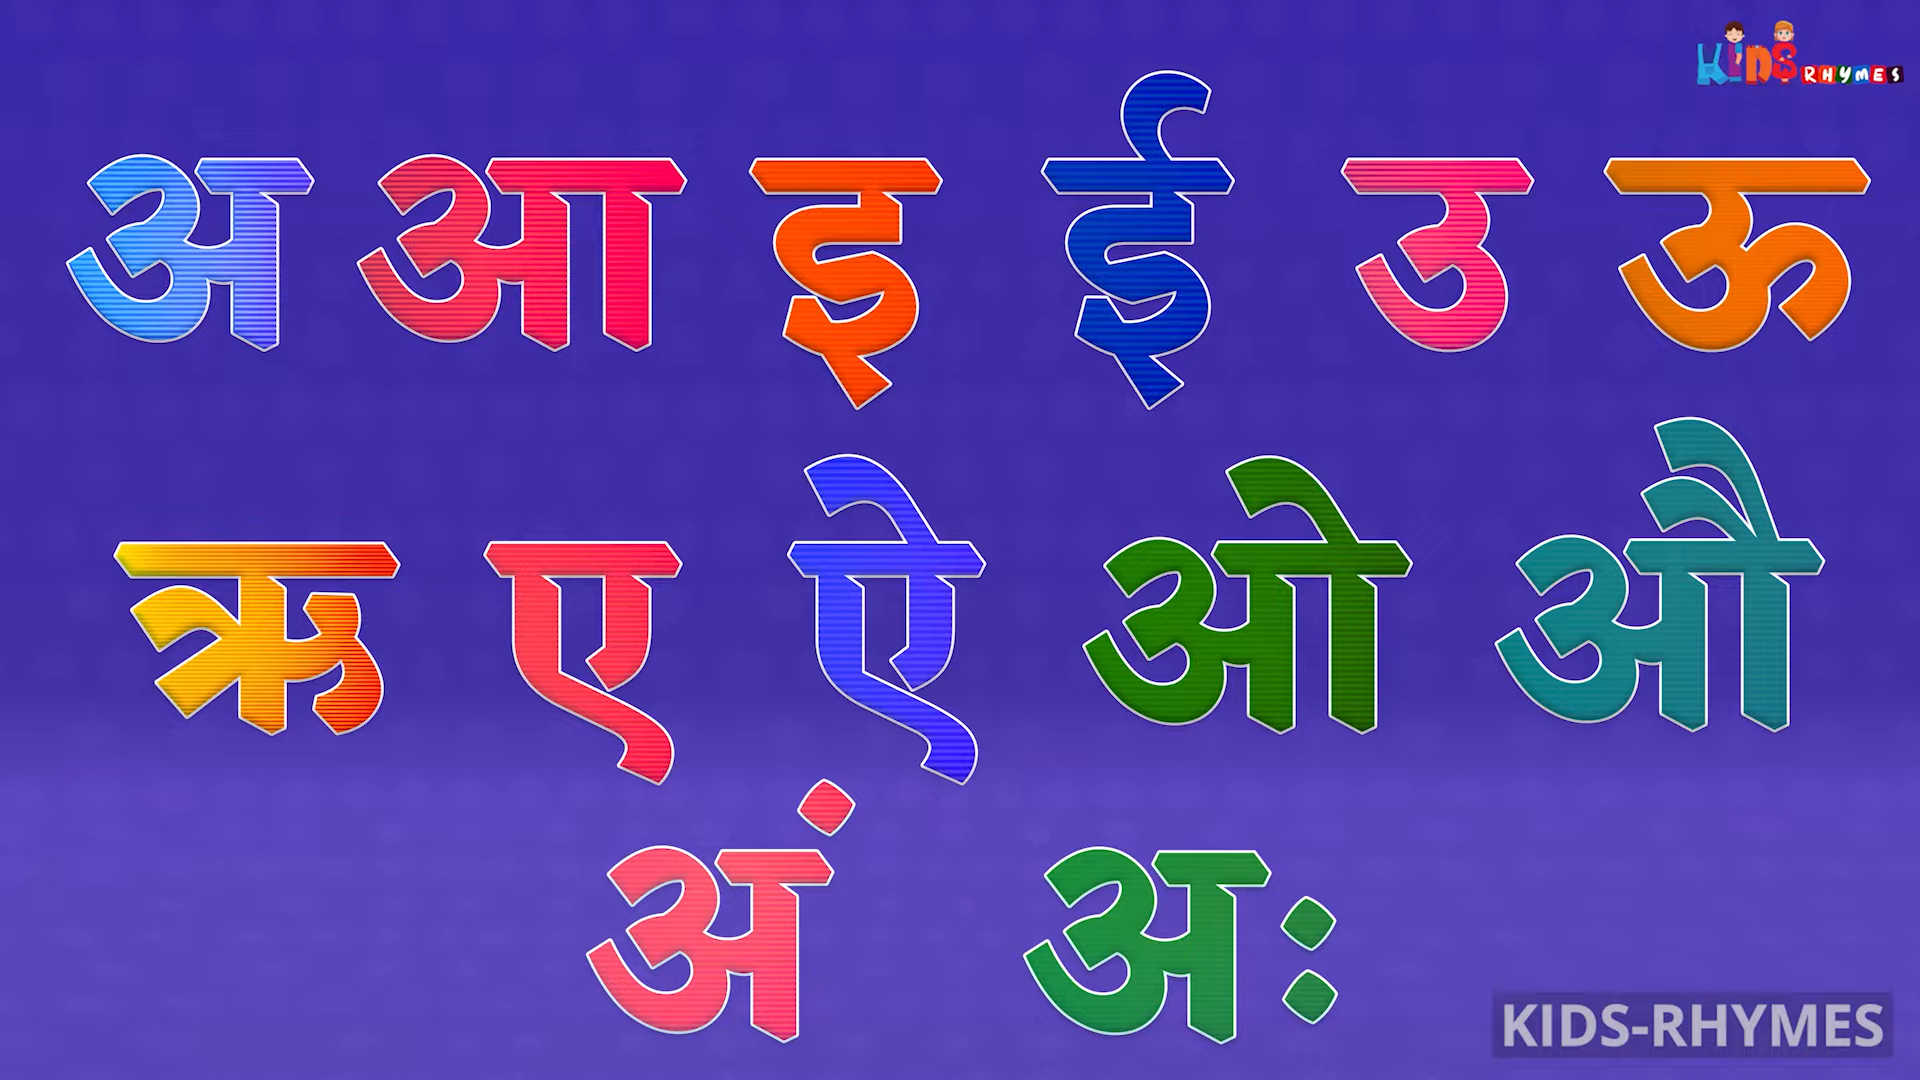 KIDS RHYMES
अ आ इ ई उ ऊ
ऋ ए ऐ ओ औ
अं अः
KIDS-RHYMES